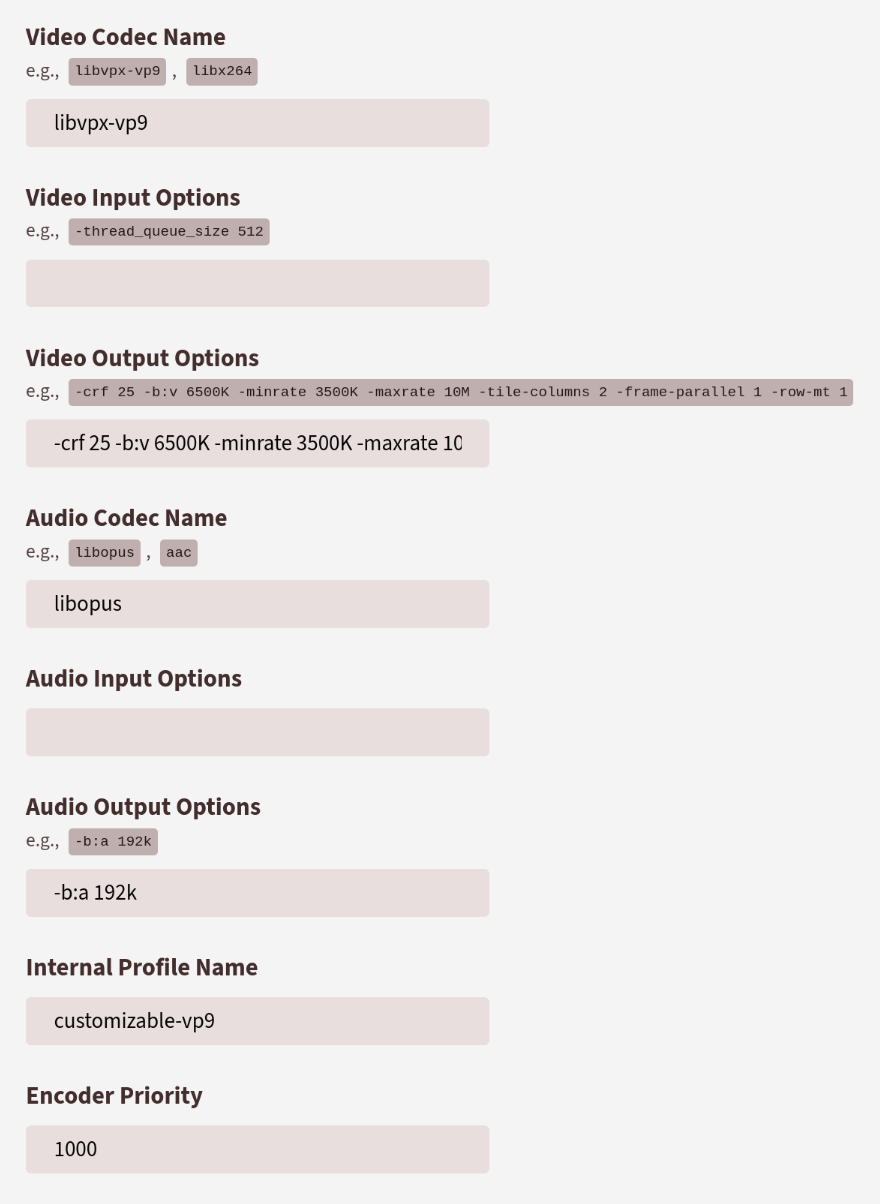 Video Codec Name
e.g., libvpx-vp9 , libx264
libvpx-vp9
Video Input Options
e.g., -thread_queue_size 512
Video Output Options
e.g., -crf 25 -b:v 6500K -minrate 3500K -maxrate 10M -tile-columns 2 -frame-parallel 1 -row-mt 1
-crf 25 -b:v 6500K -minrate 3500K -maxrate 10
Audio Codec Name
e.g., libopus , aac
libopus
Audio Input Options
Audio Output Options
e.g., -b:a 192k
-b:a 192k
Internal Profile Name
customizable-vp9
Encoder Priority
1000